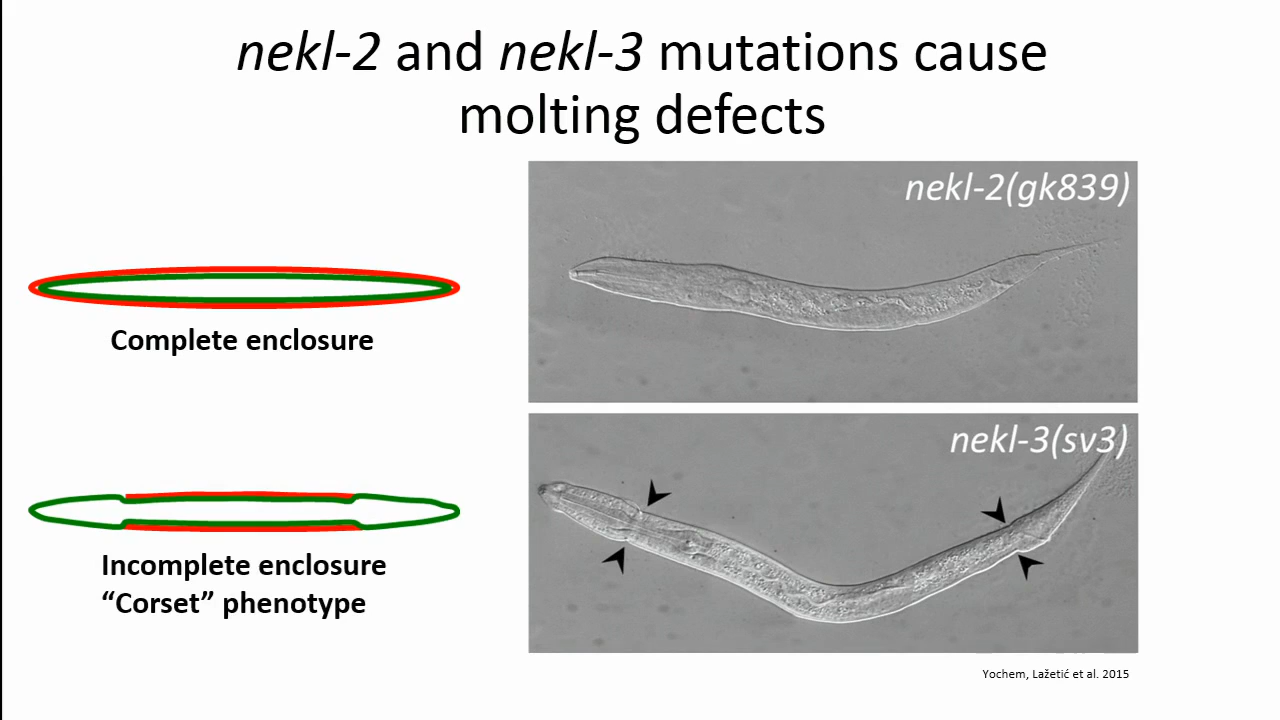 nekl-2 and nekl-3 mutations cause
molting defects
nekl-2(gk839)
Complete enclosure
nekl-3(sv3)
Incomplete enclosure
“Corset” phenotype
Yochem, Lažetić et al. 2015